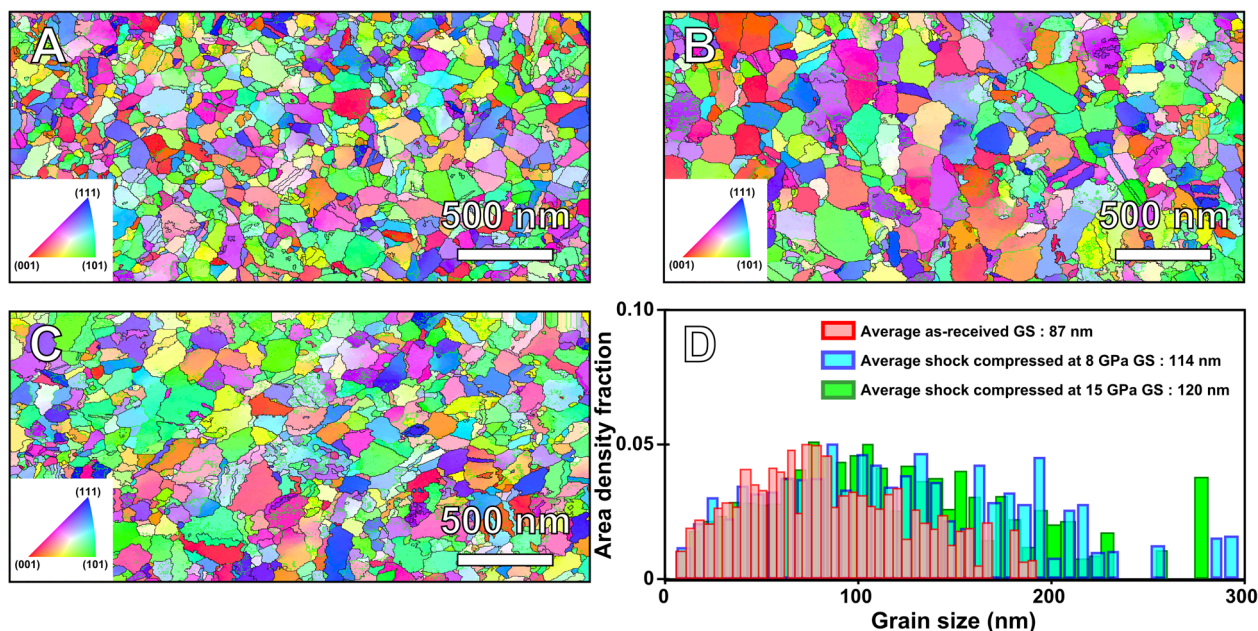 A
(111)
(001)
(101)
500 nm
B
(111)
(001)
(101)
500 nm
C
(111)
(001)
(101)
500 nm
D
Average as-received GS : 87 nm
Average shock compressed at 8 GPa GS : 114 nm
Average shock compressed at 15 GPa GS : 120 nm
Area density fraction
0.10
0.05
0
0
100
200
300
Grain size (nm)